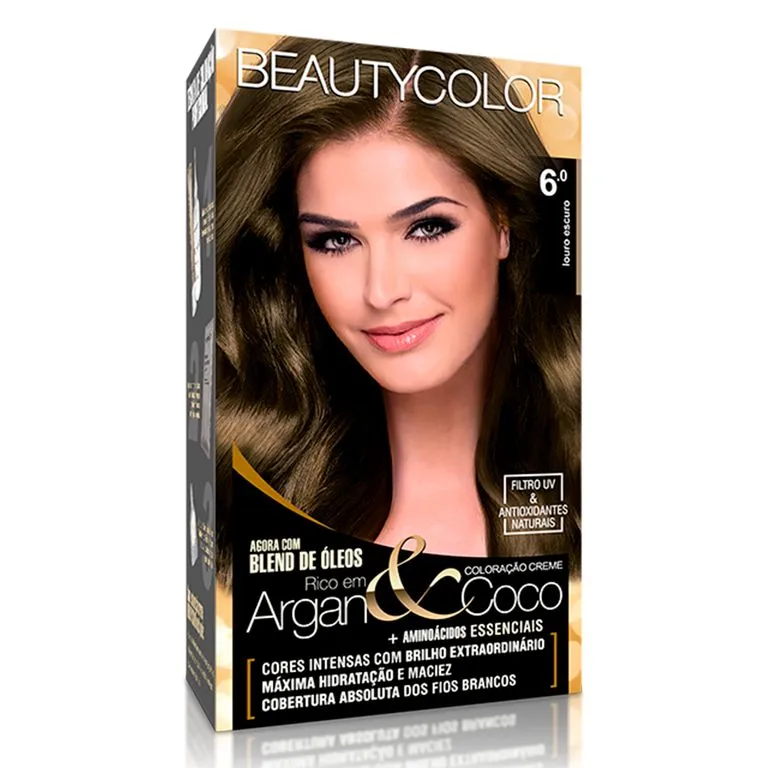 BEAUTYCOLOR
6.0
louro escuro
FILTRO UV
&
ANTIOXIDANTES
NATURAIS
AGORA COM
BLEND DE ÓLEOS
COLORAÇÃO CREME
Rico em
Argan & Coco
+ AMINOÁCIDOS ESSENCIAIS
CORES INTENSAS COM BRILHO EXTRAORDINÁRIO
MÁXIMA HIDRATAÇÃO E MACIEZ
COBERTURA ABSOLUTA DOS FIOS BRANCOS